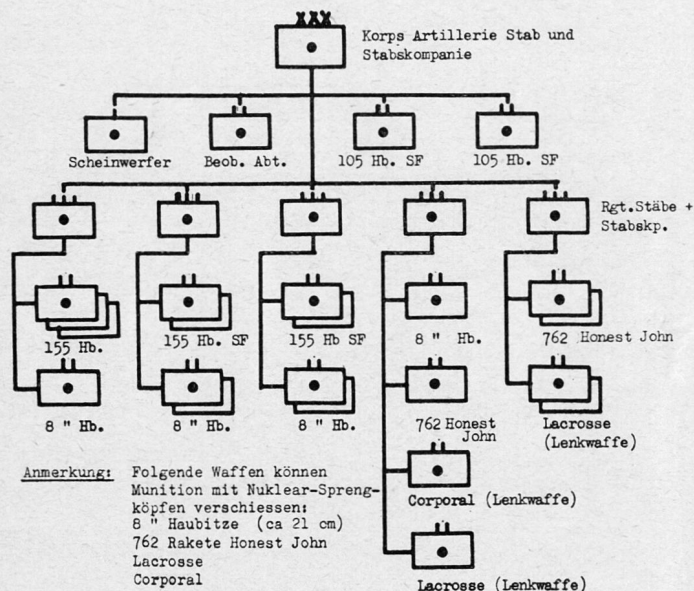 XXX
Korps Artillerie Stab und
Stabskompanie
Scheinwerfer
Beob. Abt.
105 Hb. SF
105 Hb. SF
Rgt.Stäbe +
Stabskp.
155 Hb.
155 Hb. SF
155 Hb SF
8 " Hb.
762 Honest John
8 " Hb.
8 " Hb.
8 " Hb.
762 Honest
John
Lacrosse
(Lenkwaffe)
Corporal (Lenkwaffe)
Lacrosse (Lenkwaffe)
Anmerkung: Folgende Waffen können
Munition mit Nuklear-Spreng-
köpfen verschiessen:
8 " Haubitze (ca 21 cm)
762 Rakete Honest John
Lacrosse
Corporal